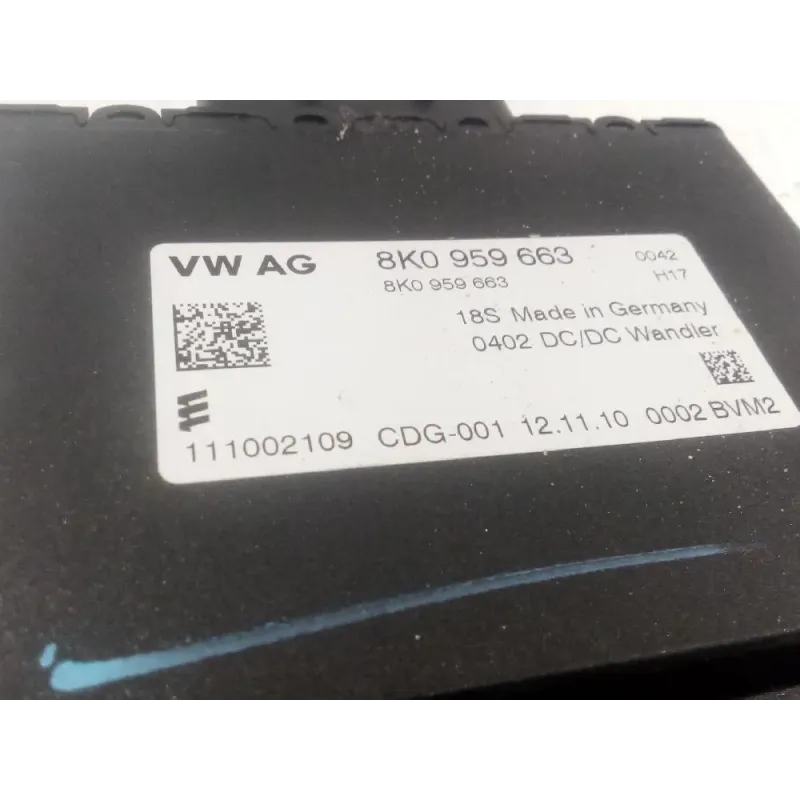 VW AG 8K0 959 663 0042
8K0 959 663 H17
18S Made in Germany
0402 DC/DC Wandler
111002109 CDG-001 12.11.10 0002 BVM2